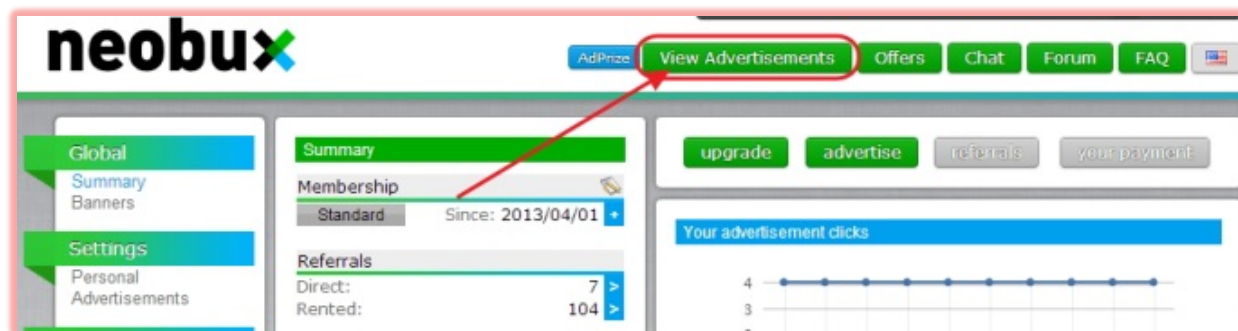 neobux
AdPrize
View Advertisements
Offers
Chat
Forum
FAQ
Global
Summary
Banners
Settings
Personal
Advertisements
Summary
Membership
Standard Since: 2013/04/01 +
Referrals
Direct: 7 >
Rented: 104 >
upgrade
advertise
referrals
your payment
Your advertisement clicks
4
3